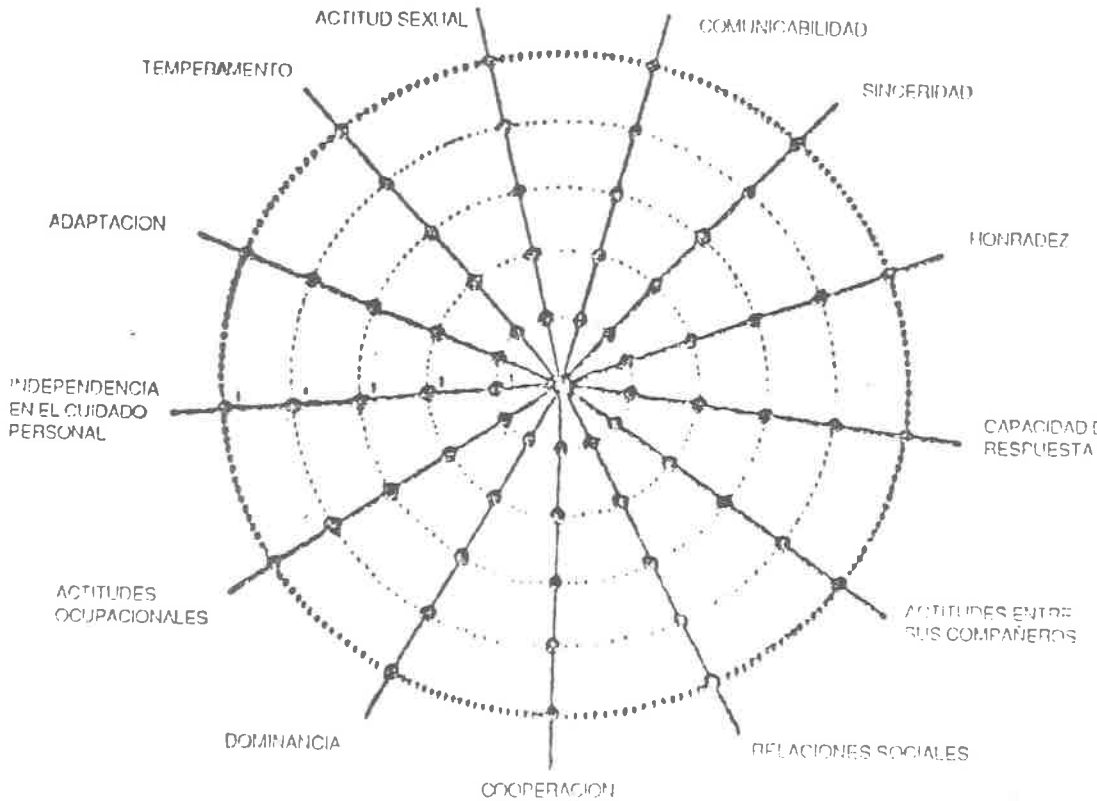 ACTITUD SEXUAL
COMUNICABILIDAD
TEMPERAMENTO
SINCERIDAD
ADAPTACION
HONRADEZ
INDEPENDENCIA
EN EL CUIDADO
PERSONAL
CAPACIDAD D
RESPUESTA
ACTITUDES
OCUPACIONALES
ACTITUDES ENTRE
SUS COMPAÑEROS
DOMINANCIA
RELACIONES SOCIALES
COOPERACION